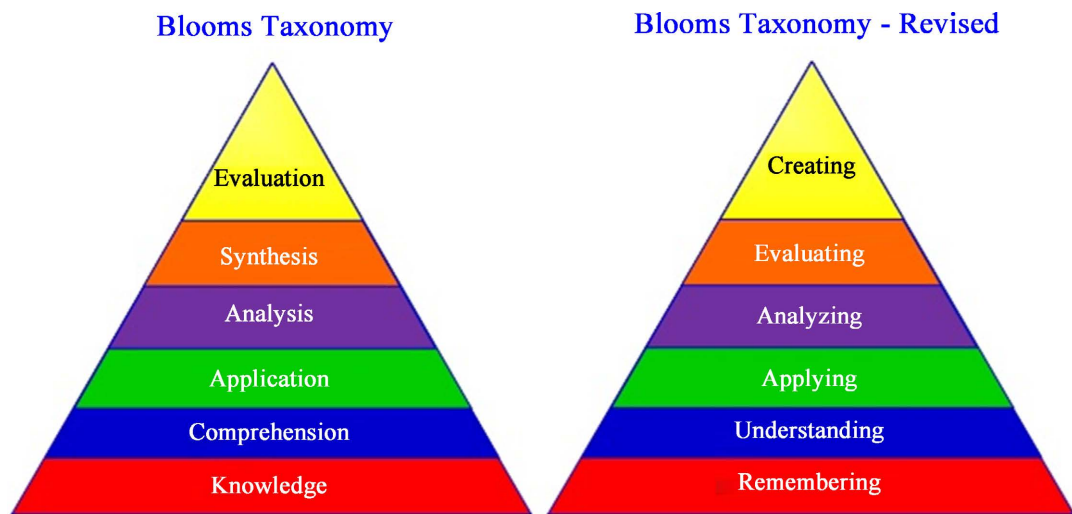 Blooms Taxonomy
Evaluation
Synthesis
Analysis
Application
Comprehension
Knowledge
Blooms Taxonomy - Revised
Creating
Evaluating
Analyzing
Applying
Understanding
Remembering